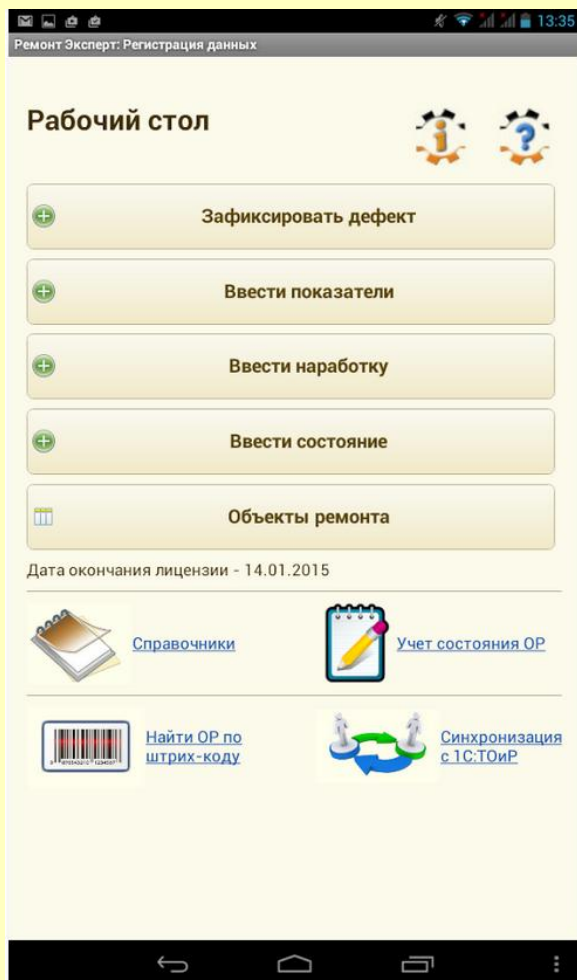 13:35
Ремонт Эксперт: Регистрация данных
Рабочий стол
Зафиксировать дефект
Ввести показатели
Ввести наработку
Ввести состояние
Объекты ремонта
Дата окончания лицензии - 14.01.2015
Справочники
Учет состояния ОР
Найти ОР по
штрих-коду
Синхронизация
с 1С:ТОиР